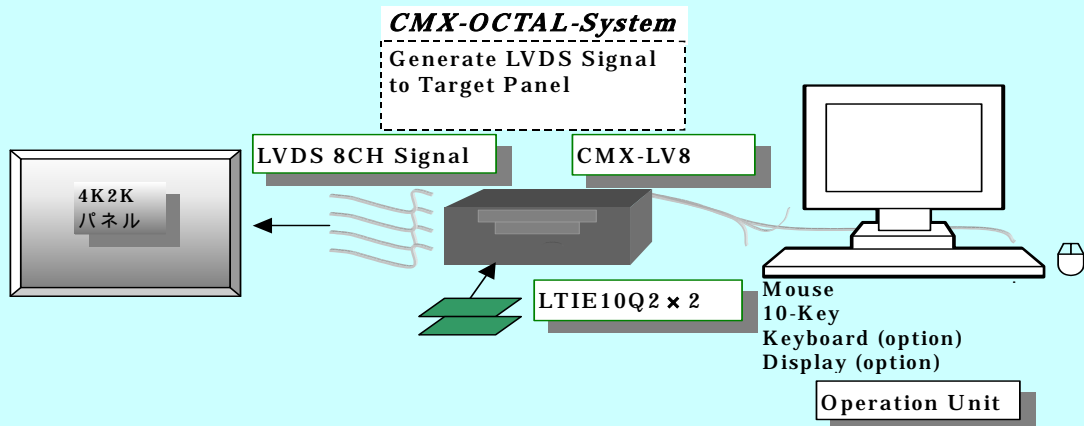 CMX-OCTAL-System
Generate LVDS Signal
to Target Panel
LVDS 8CH Signal
CMX-LV8
4K2K
パネル
LTIE10Q2 × 2
Mouse
10-Key
Keyboard (option)
Display (option)
Operation Unit